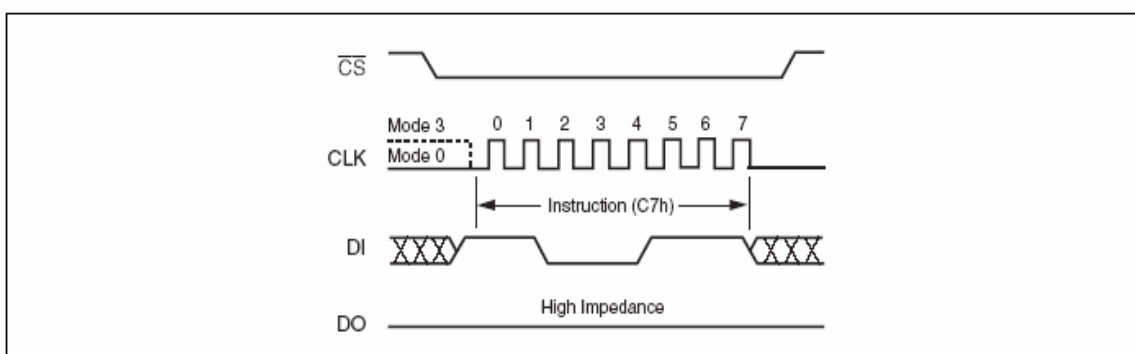 CS
Mode 3 0 1 2 3 4 5 6 7
CLK Mode 0
Instruction (C7h)
DI
High Impedance
DO